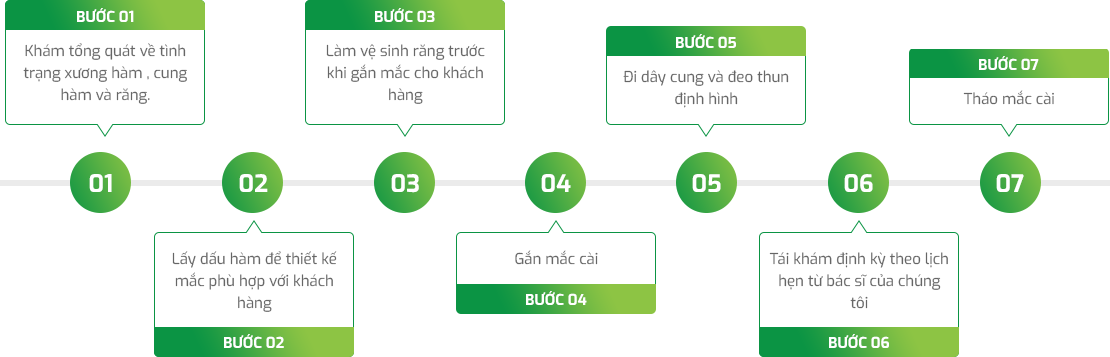 BƯỚC 01
Khám tổng quát về tình
trạng xương hàm , cung
hàm và răng.
01
02
Lấy dấu hàm để thiết kế
mắc phù hợp với khách
hàng
BƯỚC 02
BƯỚC 03
Làm vệ sinh răng trước
khi gắn mắc cho khách
hàng
03
04
Gắn mắc cài
BƯỚC 04
BƯỚC 05
Đi dây cung và đeo thun
định hình
05
06
Tái khám định kỳ theo lịch
hẹn từ bác sĩ của chúng
tôi
BƯỚC 06
BƯỚC 07
Tháo mắc cài
07